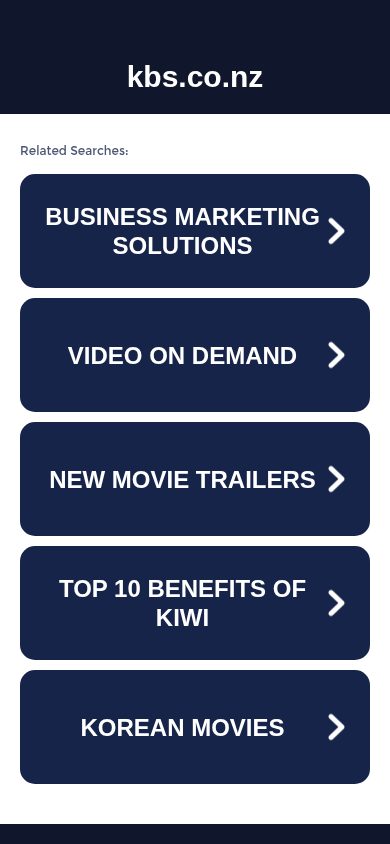 kbs.co.nz
Related Searches:
BUSINESS MARKETING
SOLUTIONS
VIDEO ON DEMAND
NEW MOVIE TRAILERS
TOP 10 BENEFITS OF
KIWI
KOREAN MOVIES